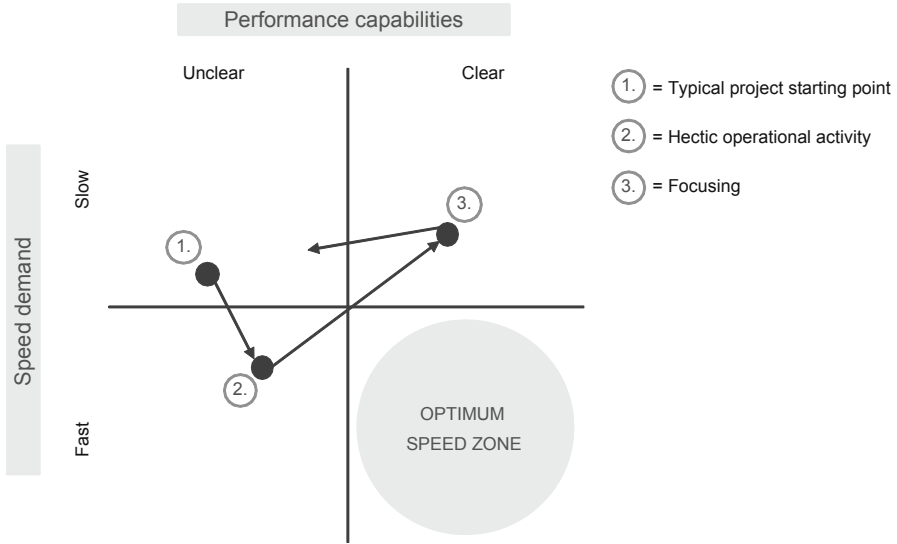 Performance capabilities
Unclear
Clear
1. = Typical project starting point
2. = Hectic operational activity
3. = Focusing
Speed demand
Slow
Fast
1.
2.
3.
OPTIMUM
SPEED ZONE